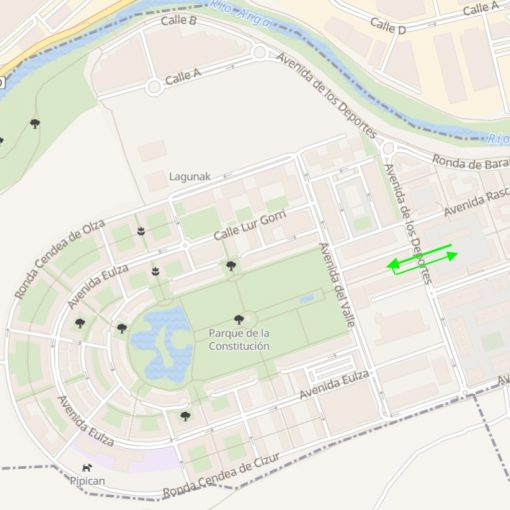 Calle B
Río Arga
Calle A
Calle D
Calle A
Avenida de los Deportes
Río
Ronda de Bara
Lagunak
Avenida de los Deportes
Avenida Rasc
Ronda Cendea de Olza
Calle Lur Gorri
Avenida Eulza
Avenida del Valle
Parque de la
Constitución
Avenida Eulza
Avenida Eulza
Av
Pipican
Ronda Cendea de Cizur